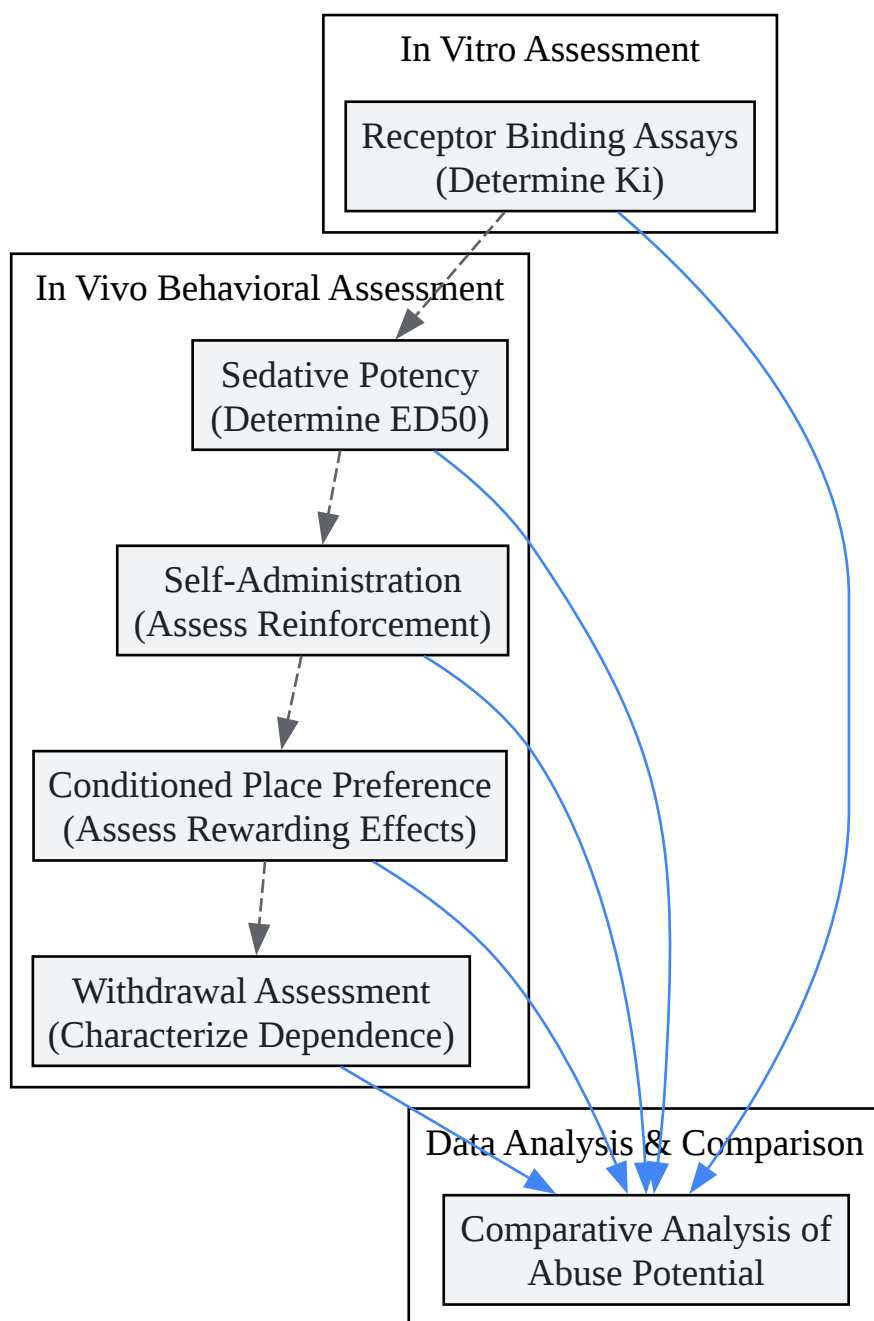 In Vitro Assessment
Receptor Binding Assays
(Determine Ki)
In Vivo Behavioral Assessment
Sedative Potency
(Determine ED50)
Self-Administration
(Assess Reinforcement)
Conditioned Place Preference
(Assess Rewarding Effects)
Withdrawal Assessment
(Characterize Dependence)
Data Analysis & Comparison
Comparative Analysis of
Abuse Potential